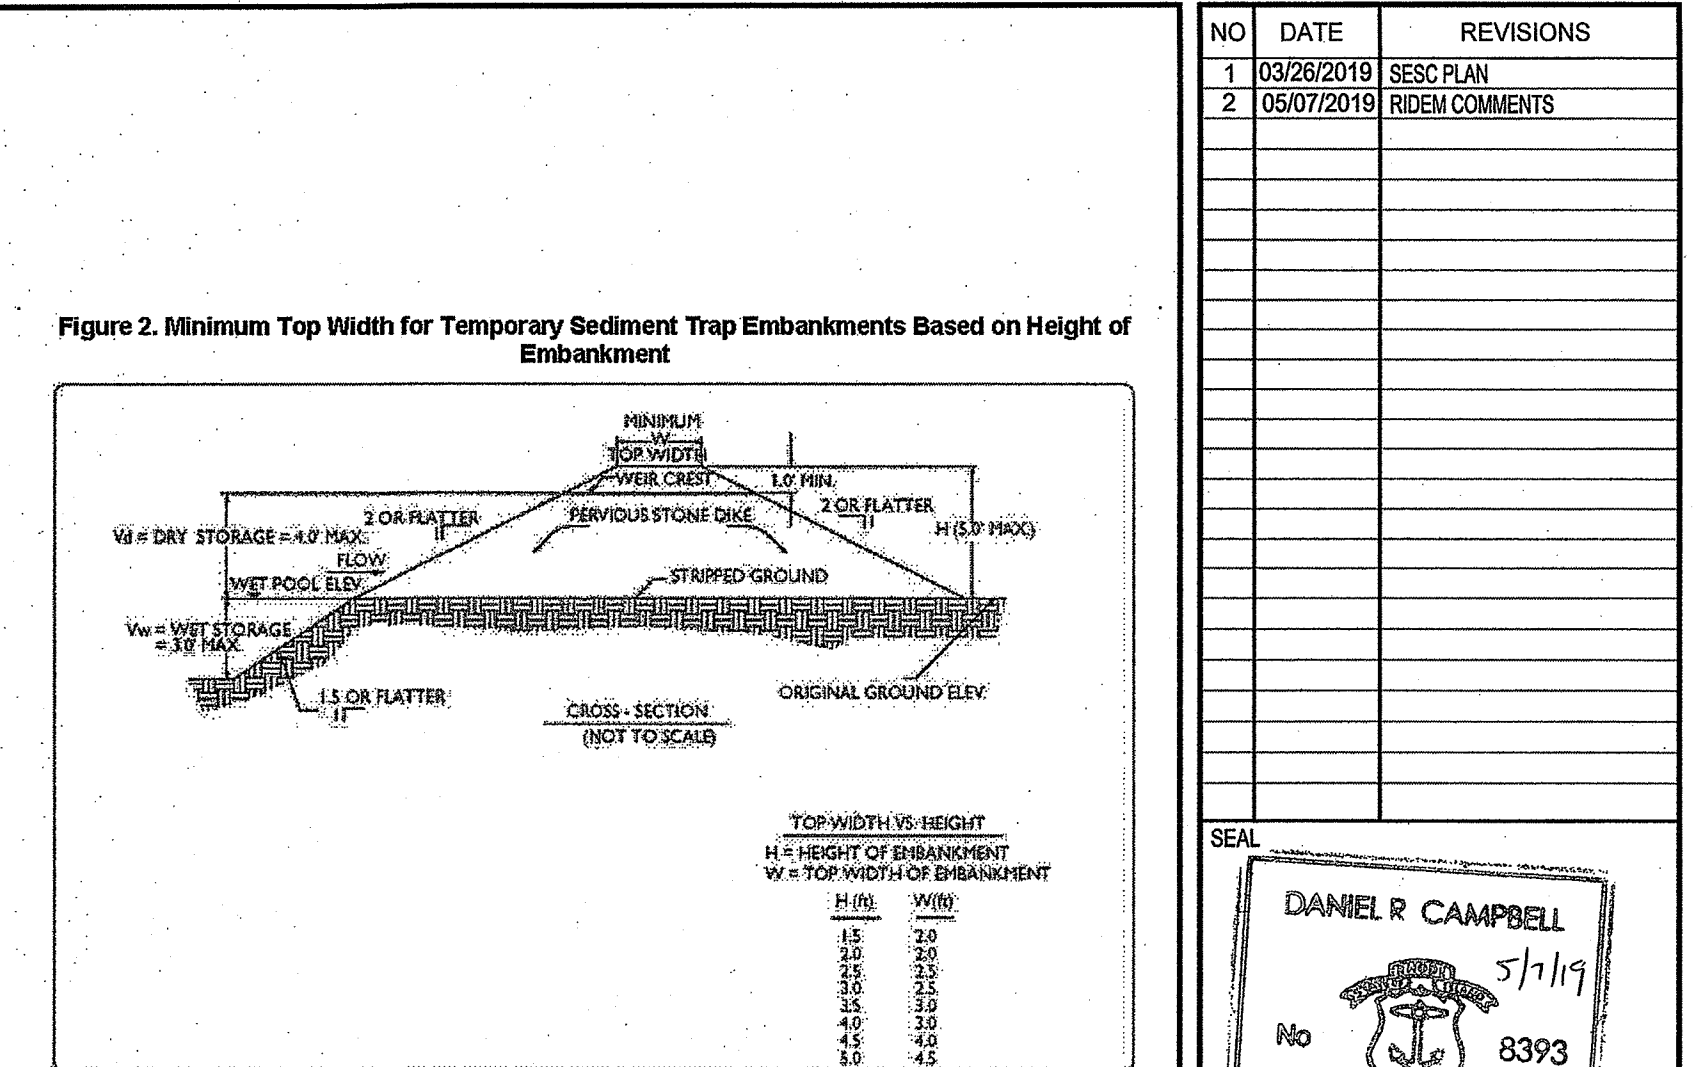 Figure 2. Minimum Top Width for Temporary Sediment Trap Embankments Based on Height of
Embankment
MINIMUM
W
TOP WIDTH
WEIR CREST
1.0' MIN.
2 OR FLATTER
PERVIOUS STONE DIKE
2 OR FLATTER
H (5.0' MAX)
Vd = DRY STORAGE = 4.0' MAX.
FLOW
WET POOL ELEV.
STRIPPED GROUND
Vw = WET STORAGE
= 3.0' MAX.
1.5 OR FLATTER
ORIGINAL GROUND ELEV.
CROSS - SECTION
(NOT TO SCALE)
TOP WIDTH VS. HEIGHT
H = HEIGHT OF EMBANKMENT
W = TOP WIDTH OF EMBANKMENT
H (ft) W(ft)
1.5 2.0
2.0 2.0
2.5 2.5
3.0 2.5
3.5 3.0
4.0 3.0
4.5 4.0
5.0 4.5
NO DATE REVISIONS
1 03/26/2019 SESC PLAN
2 05/07/2019 RIDEM COMMENTS
SEAL
DANIEL R CAMPBELL
5/7/19
No 8393